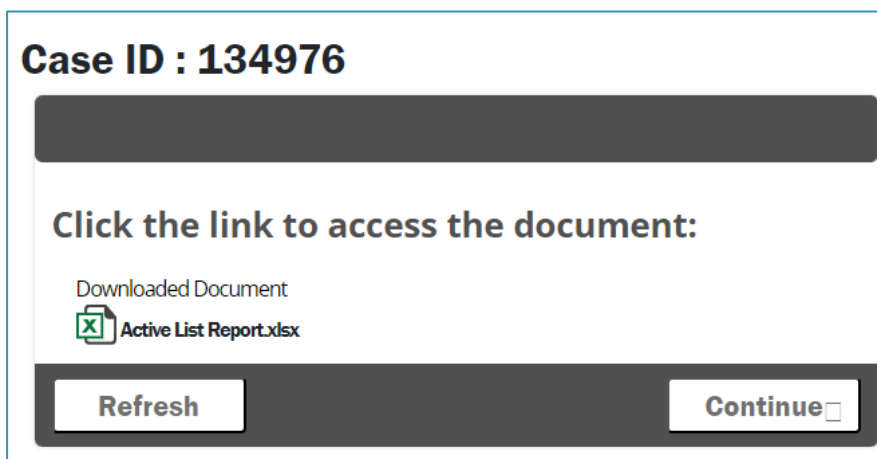 Case ID : 134976
Click the link to access the document:
Downloaded Document
Active List Report.xlsx
Refresh
Continue